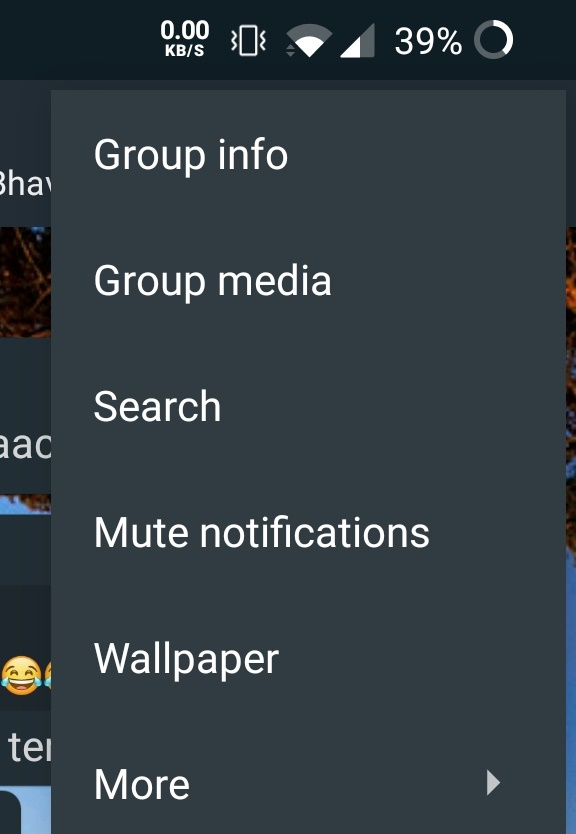 0.00
KB/S
39%
Group info
Group media
Search
Mute notifications
Wallpaper
More